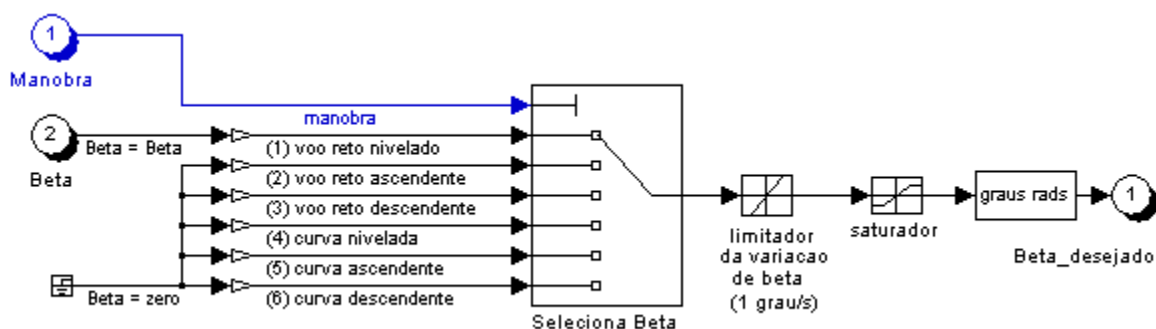 1
Manobra
manobra
2
Beta = Beta
(1) voo reto nivelado
Beta
(2) voo reto ascendente
(3) voo reto descendente
(4) curva nivelada
(5) curva ascendente
Beta = zero
(6) curva descendente
Seleciona Beta
limitador
da variacao
de beta
(1 grau/s)
saturador
graus rads
1
Beta_desejado